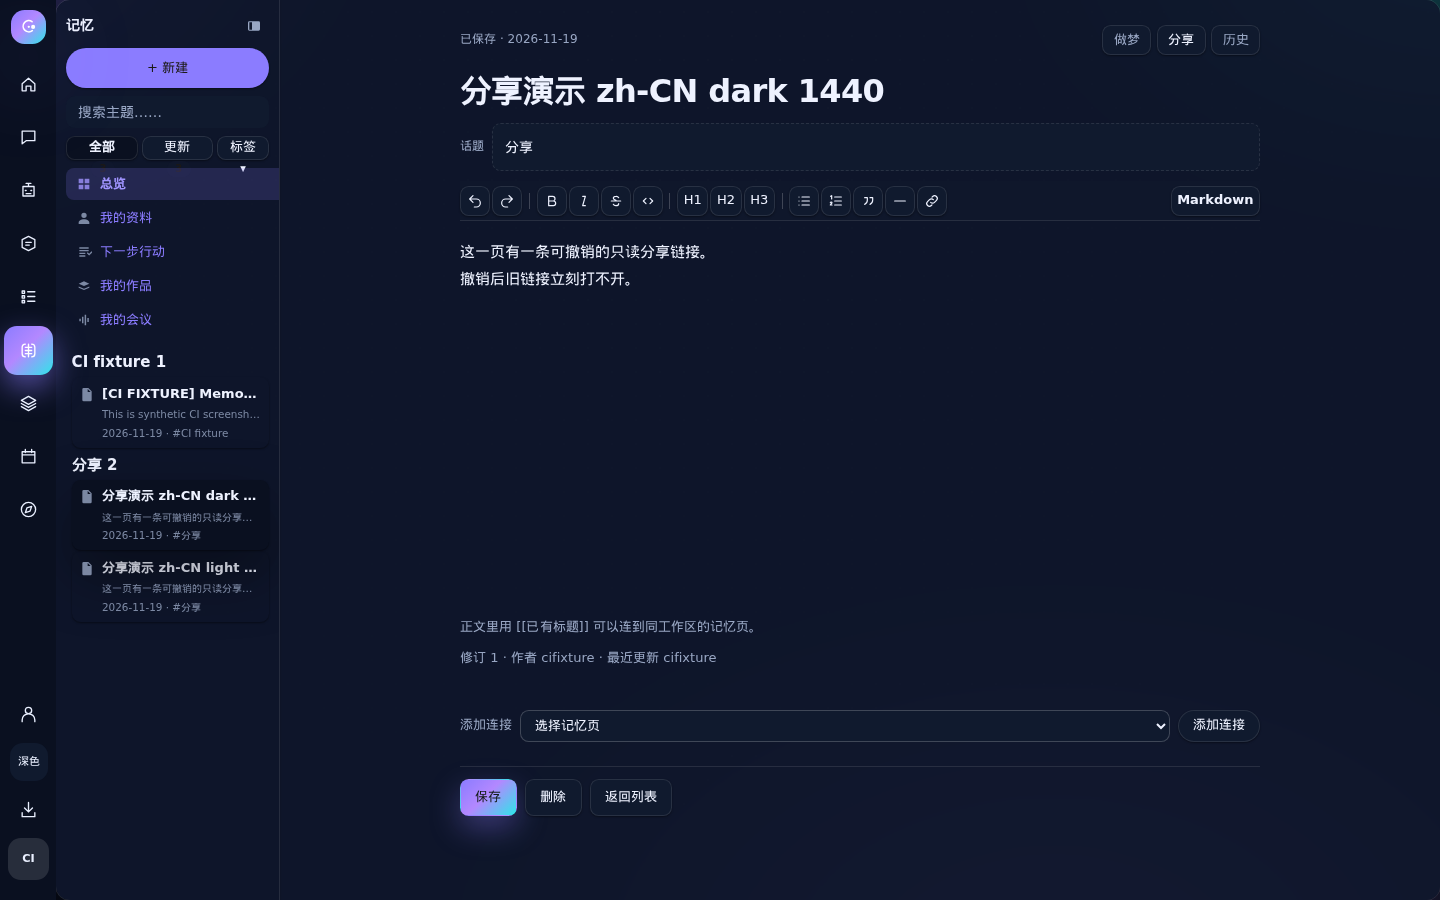 记忆
+ 新建
搜索主题……
全部 更新 标签
▾
总览
我的资料
下一步行动
我的作品
我的会议
CI fixture 1
[CI FIXTURE] Memo…
This is synthetic CI screensh…
2026-11-19 · #CI fixture
分享 2
分享演示 zh-CN dark …
这一页有一条可撤销的只读分享…
2026-11-19 · #分享
分享演示 zh-CN light …
这一页有一条可撤销的只读分享…
2026-11-19 · #分享
深色
CI
已保存 · 2026-11-19
做梦 分享 历史
分享演示 zh-CN dark 1440
话题 分享
B I S H1 H2 H3 Markdown
这一页有一条可撤销的只读分享链接。
撤销后旧链接立刻打不开。
正文里用 [[已有标题]] 可以连到同工作区的记忆页。
修订 1 · 作者 cifixture · 最近更新 cifixture
添加连接 选择记忆页 添加连接
保存 删除 返回列表